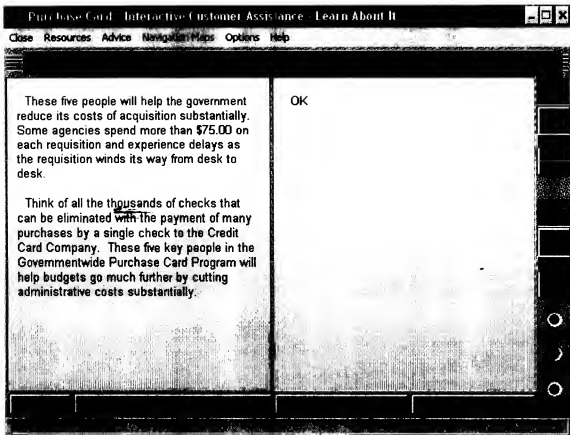 Purchase Card - Interactive Customer Assistance - Learn About It
Close Resources Advice Navigation Maps Options Help
These five people will help the government
reduce its costs of acquisition substantially.
Some agencies spend more than $75.00 on
each requisition and experience delays as
the requisition winds its way from desk to
desk.
Think of all the thousands of checks that
can be eliminated with the payment of many
purchases by a single check to the Credit
Card Company. These five key people in the
Governmentwide Purchase Card Program will
help budgets go much further by cutting
administrative costs substantially.
OK